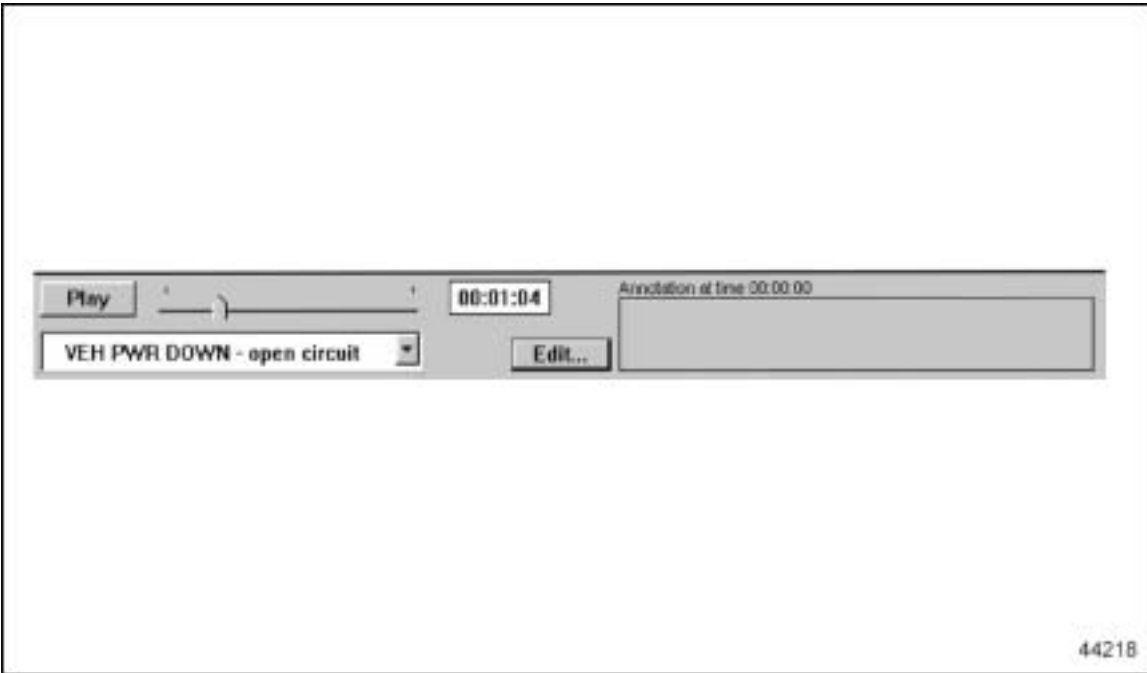 Play
00:01:04
Annotation at time 00:00:00
VEH PWR DOWN - open circuit
Edit...
44218